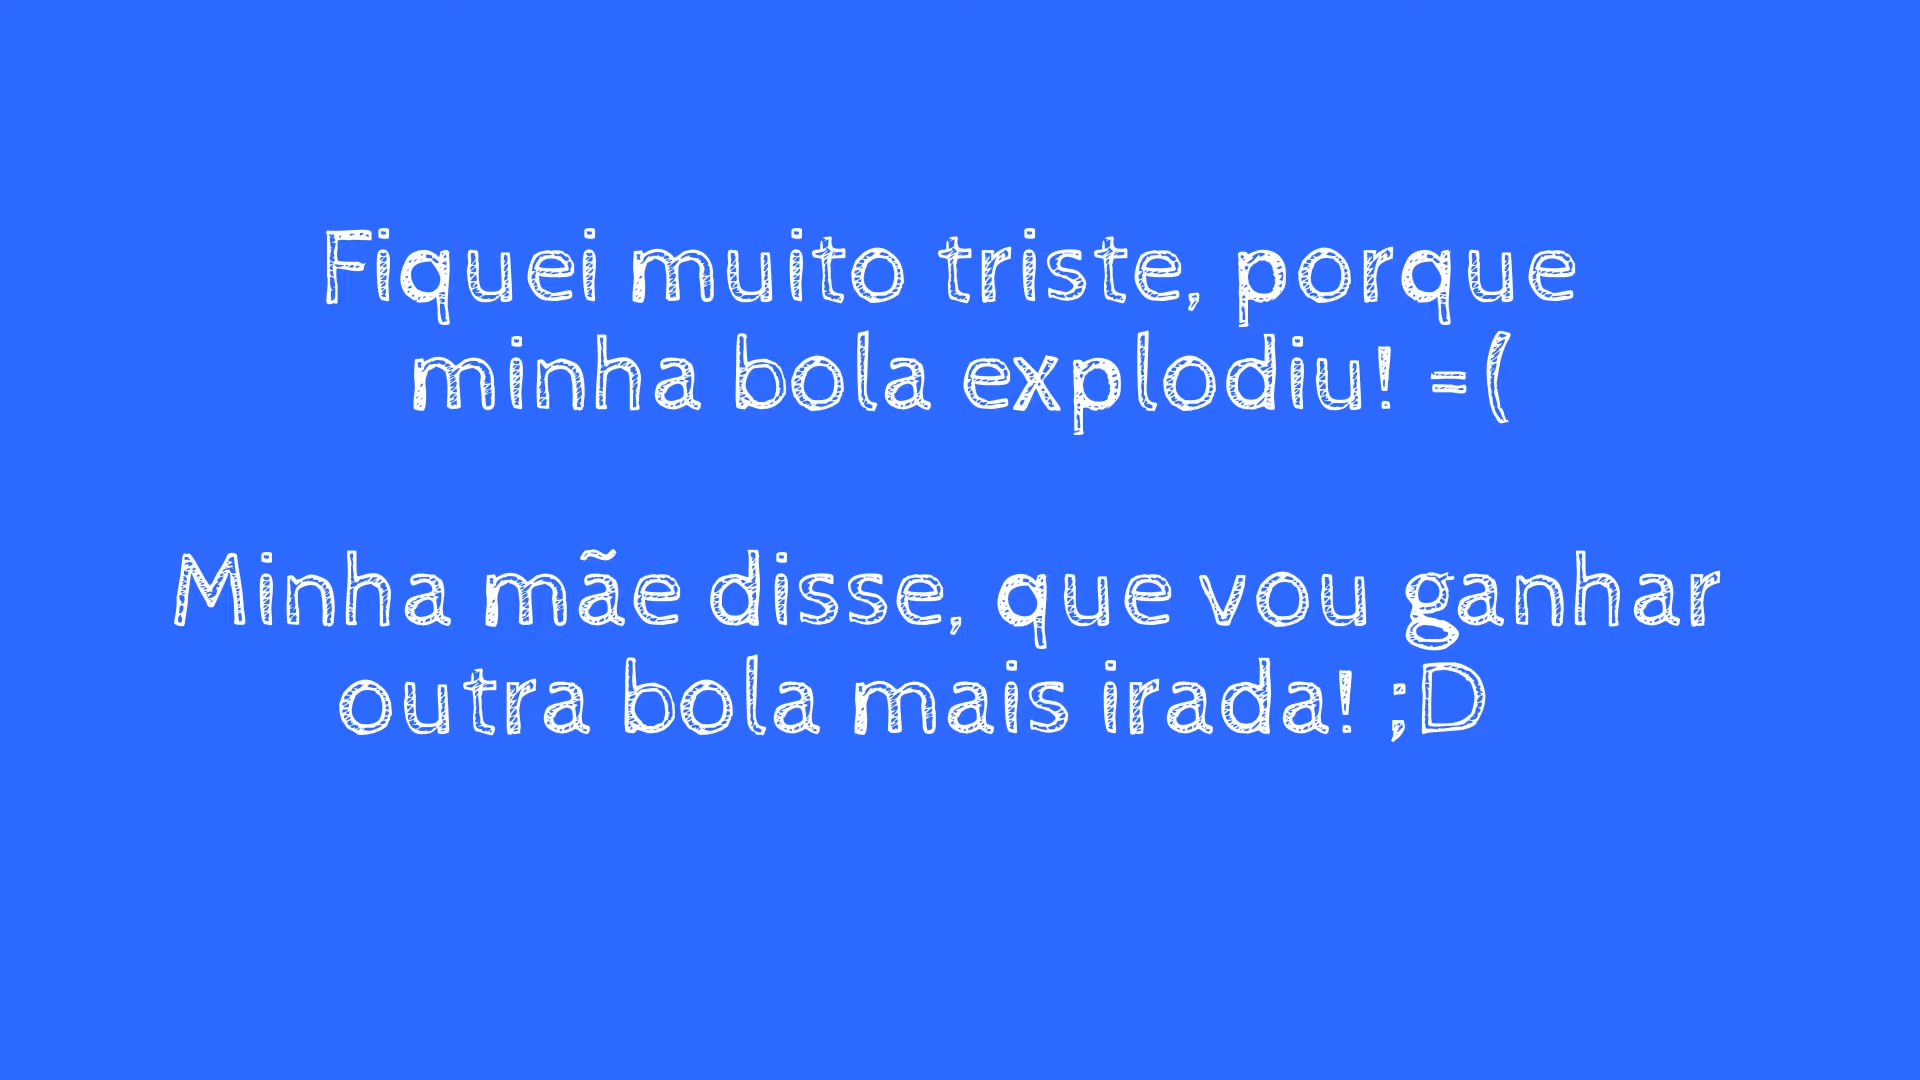 Fiquei muito triste, porque
minha bola explodiu! =(
Minha mãe disse, que vou ganhar
outra bola mais irada! ;D